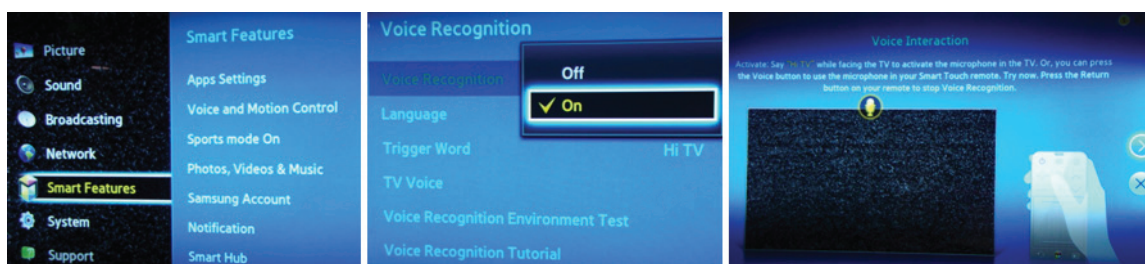 Picture
Sound
Broadcasting
Network
Smart Features
System
Support
Smart Features
Apps Settings
Voice and Motion Control
Sports mode On
Photos, Videos & Music
Samsung Account
Notification
Smart Hub
Voice Recognition
Voice Recognition
Off
On
Language
Trigger Word Hi TV
TV Voice
Voice Recognition Environment Test
Voice Recognition Tutorial
Voice Interaction
Activate: Say "Hi TV" while facing the TV to activate the microphone in the TV. Or, you can press
the Voice button to use the microphone in your Smart Touch remote. Try now. Press the Return
button on your remote to stop Voice Recognition.